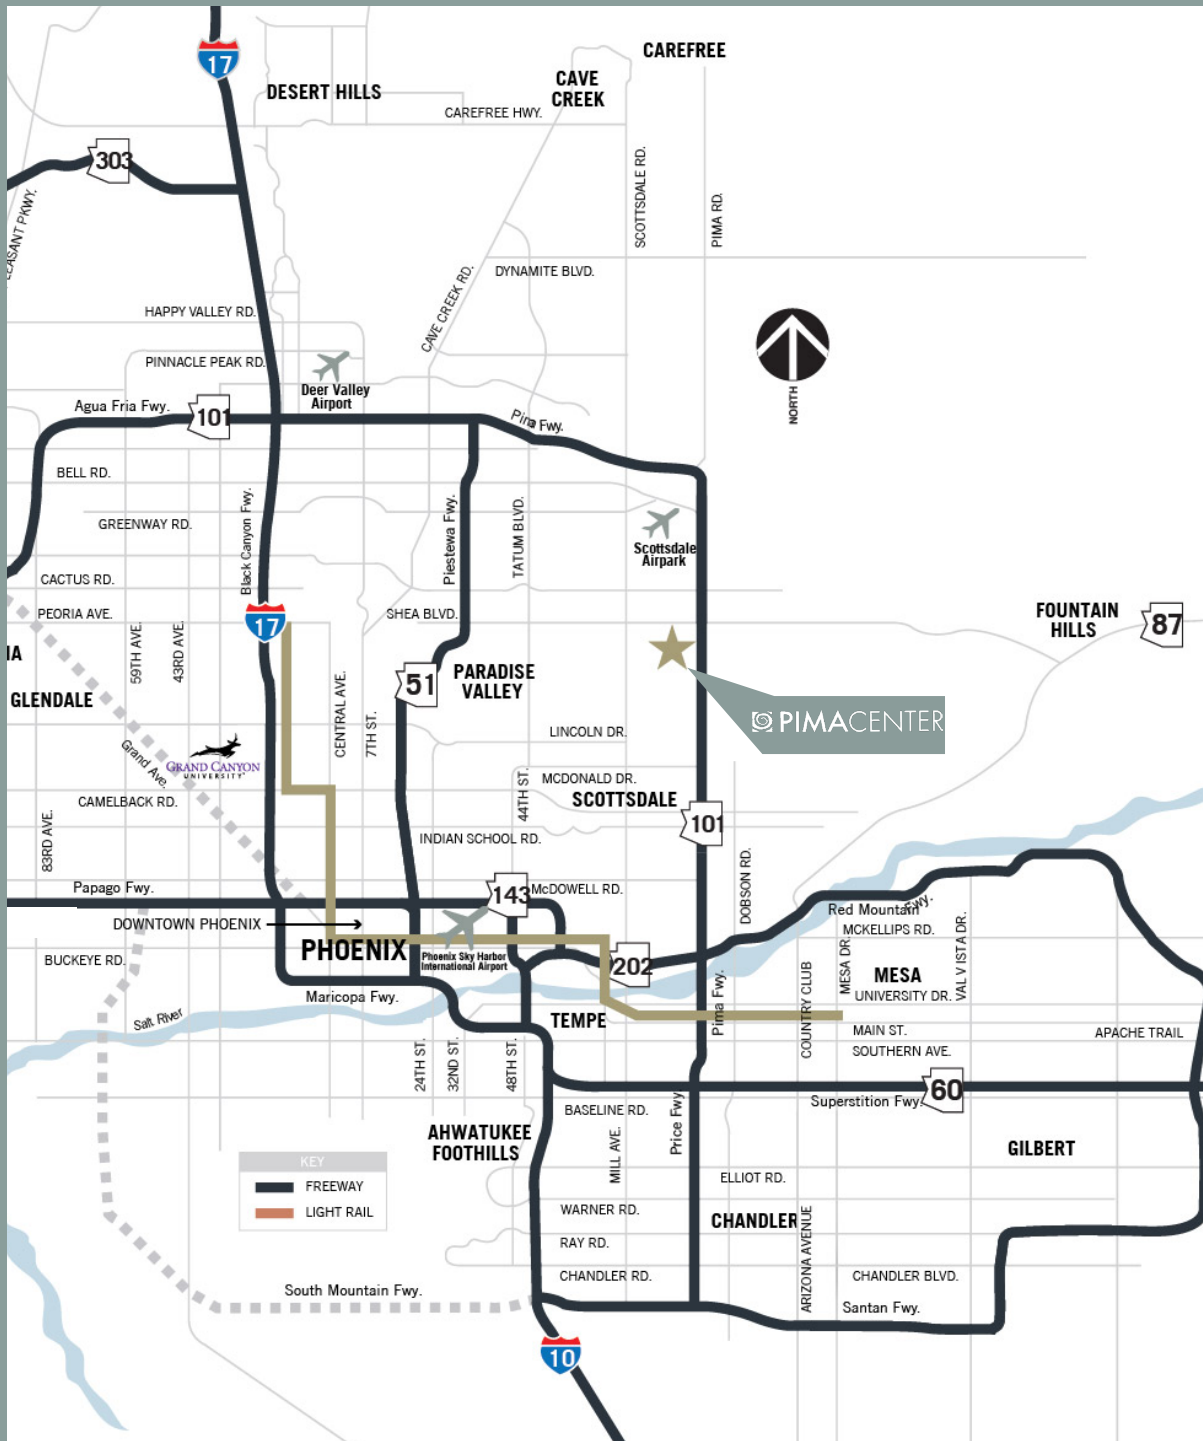 CAREFREE
17
CAVE
CREEK
DESERT HILLS
CAREFREE HWY.
303
SCOTTSDALE RD.
PIMA RD.
LEASANT PKWY.
DYNAMITE BLVD.
CAVE CREEK RD.
HAPPY VALLEY RD.
PINNACLE PEAK RD.
NORTH
Deer Valley
Airport
Agua Fria Fwy.
101
Fwy.
BELL RD.
Black Canyon Fwy.
Piestewa Fwy.
TATUM BLVD.
GREENWAY RD.
Scottsdale
Airpark
CACTUS RD.
PEORIA AVE.
SHEA BLVD.
17
FOUNTAIN
HILLS
87
59TH AVE.
43RD AVE.
IA
GLENDALE
51
PARADISE
VALLEY
CENTRAL AVE.
7TH ST.
PIMACENTER
LINCOLN DR.
Grand Ave.
GRAND CANYON
UNIVERSITY
MCDONALD DR.
44TH ST.
CAMELBACK RD.
SCOTTSDALE
101
83RD AVE.
INDIAN SCHOOL RD.
DOBSON RD.
Papago Fwy.
143
McDOWELL RD.
Red Mountain Fwy.
DOWNTOWN PHOENIX
MCKELLIPS RD.
PHOENIX
Phoenix Sky Harbor
International Airport
BUCKEYE RD.
202
MESA DR.
MESA
VAL VISTA DR.
UNIVERSITY DR.
Maricopa Fwy.
Pima Fwy.
COUNTRY CLUB
Salt River
TEMPE
MAIN ST.
APACHE TRAIL
SOUTHERN AVE.
24TH ST.
32ND ST.
48TH ST.
60
Superstition Fwy.
BASELINE RD.
Price Fwy.
MILL AVE.
AHWATUKEE
FOOTHILLS
GILBERT
KEY
FREEWAY
LIGHT RAIL
ELLIOT RD.
WARNER RD.
CHANDLER
RAY RD.
ARIZONA AVENUE
CHANDLER RD.
CHANDLER BLVD.
South Mountain Fwy.
Santan Fwy.
10